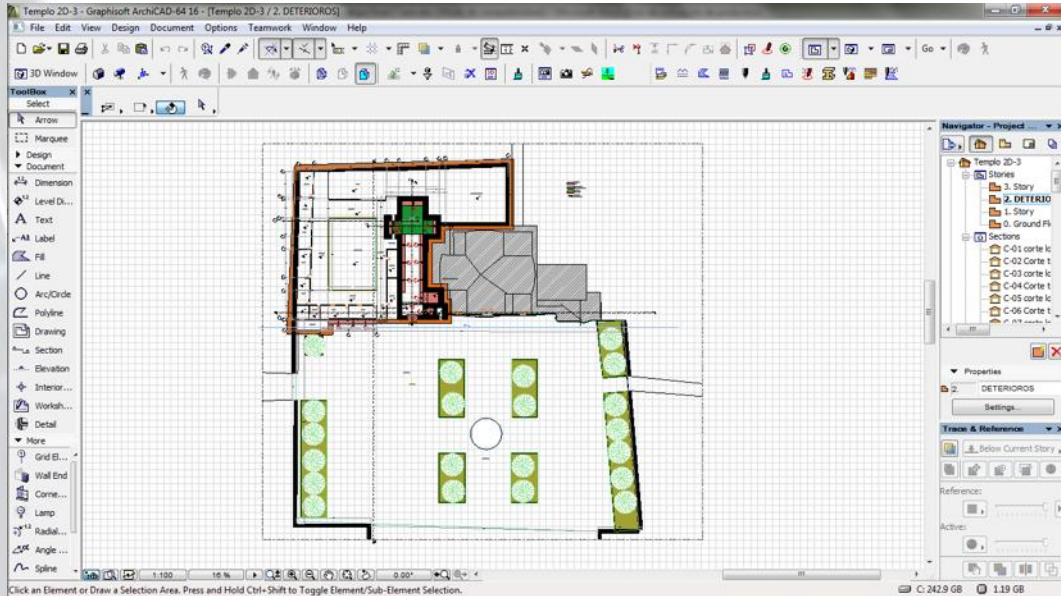 Templo 2D-3 - Graphisoft ArchiCAD-64 16 - [Templo 2D-3 / 2. DETERIOROS]
File Edit View Design Document Options Teamwork Window Help
Go
3D Window
ToolBox
Select
Arrow
Marquee
Design
Document
Dimension
Level Di...
Text
Label
Fill
Line
Arc/Circle
Polyline
Drawing
Section
Elevation
Interior...
Worksh...
Detail
More
Grid El...
Wall End
Corne...
Lamp
Radial...
Angle ...
Spline
Navigator - Project ...
Templo 2D-3
Stories
3. Story
2. DETERIO
1. Story
0. Ground Fl
Sections
C-01 corte lo
C-02 Corte t
C-03 corte lo
C-04 Corte t
C-05 corte lo
C-06 Corte t
C-07 corte lo
Properties
2. DETERIOROS
Settings...
Trace & Reference
Below Current Story
Reference:
Active:
1:100 16 % 0.00°
Click an Element or Draw a Selection Area. Press and Hold Ctrl+Shift to Toggle Element/Sub-Element Selection.
C: 242.9 GB 1.19 GB